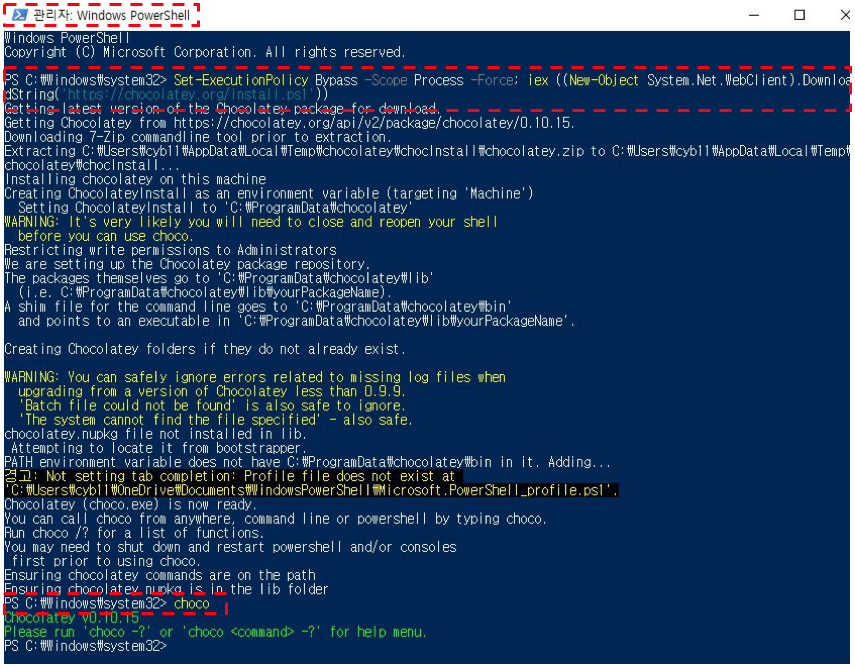 관리자: Windows PowerShell
Windows PowerShell
Copyright (C) Microsoft Corporation. All rights reserved.
PS C:₩Windows₩system32> Set-ExecutionPolicy Bypass -Scope Process -Force; iex ((New-Object System.Net.WebClient).Downloa
dString('https://chocolatey.org/install.ps1'))
Getting latest version of the Chocolatey package for download.
Getting Chocolatey from https://chocolatey.org/api/v2/package/chocolatey/0.10.15.
Downloading 7-Zip commandline tool prior to extraction.
Extracting C:₩Users₩cyb11₩AppData₩Local₩Temp₩chocolatey₩chocInstall₩chocolatey.zip to C:₩Users₩cyb11₩AppData₩Local₩Temp₩
chocolatey₩chocInstall...
Installing chocolatey on this machine
Creating ChocolateyInstall as an environment variable (targeting 'Machine')
  Setting ChocolateyInstall to 'C:₩ProgramData₩chocolatey'
WARNING: It's very likely you will need to close and reopen your shell
  before you can use choco.
Restricting write permissions to Administrators
We are setting up the Chocolatey package repository.
The packages themselves go to 'C:₩ProgramData₩chocolatey₩lib'
  (i.e. C:₩ProgramData₩chocolatey₩lib₩yourPackageName).
A shim file for the command line goes to 'C:₩ProgramData₩chocolatey₩bin'
  and points to an executable in 'C:₩ProgramData₩chocolatey₩lib₩yourPackageName'.
Creating Chocolatey folders if they do not already exist.
WARNING: You can safely ignore errors related to missing log files when
  upgrading from a version of Chocolatey less than 0.9.9.
  'Batch file could not be found' is also safe to ignore.
  'The system cannot find the file specified' - also safe.
chocolatey.nupkg file not installed in lib.
 Attempting to locate it from bootstrapper.
PATH environment variable does not have C:₩ProgramData₩chocolatey₩bin in it. Adding...
경고: Not setting tab completion: Profile file does not exist at
'C:₩Users₩cyb11₩OneDrive₩Documents₩WindowsPowerShell₩Microsoft.PowerShell_profile.ps1'.
Chocolatey (choco.exe) is now ready.
You can call choco from anywhere, command line or powershell by typing choco.
Run choco /? for a list of functions.
You may need to shut down and restart powershell and/or consoles
 first prior to using choco.
Ensuring chocolatey commands are on the path
Ensuring chocolatey.nupkg is in the lib folder
PS C:₩Windows₩system32> choco
Chocolatey v0.10.15
Please run 'choco -?' or 'choco <command> -?' for help menu.
PS C:₩Windows₩system32>